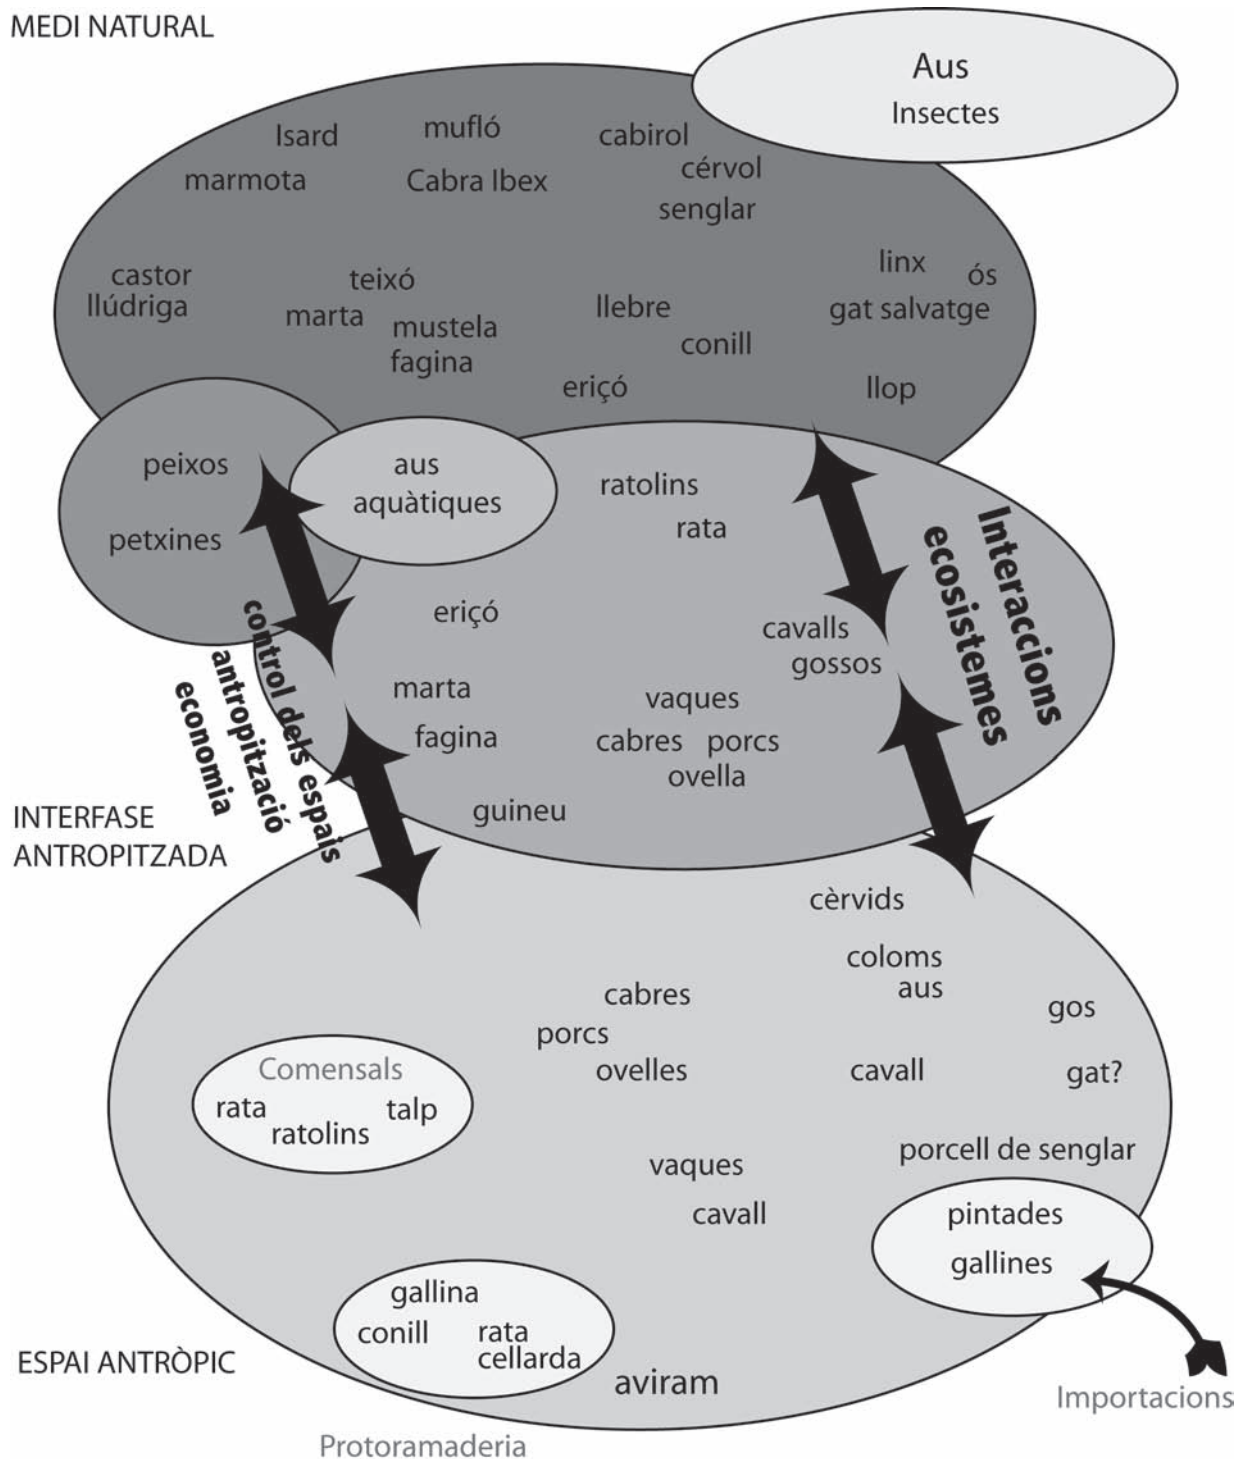 MEDI NATURAL
Aus
Insectes
Isard
mufló
cabirol
marmota
Cabra Ibex
cérvol
senglar
castor
llúdriga
teixó
marta
mustela
fagina
llebre
conill
eriçó
linx
ós
gat salvatge
llop
peixos
petxines
aus
aquàtiques
ratolins
rata
eriçó
marta
fagina
guineu
cavalls
gossos
vaques
cabres porcs
ovella
Interaccions
ecosistemes
control dels espais
antropització
economia
INTERFASE
ANTROPITZADA
cèrvids
coloms
aus
cabres
porcs
ovelles
gos
cavall
gat?
Comensals
rata
talp
ratolins
vaques
cavall
porcell de senglar
pintades
gallines
gallina
conill
rata
cellarda
aviram
ESPAI ANTRÒPIC
Importacions
Protoramaderia